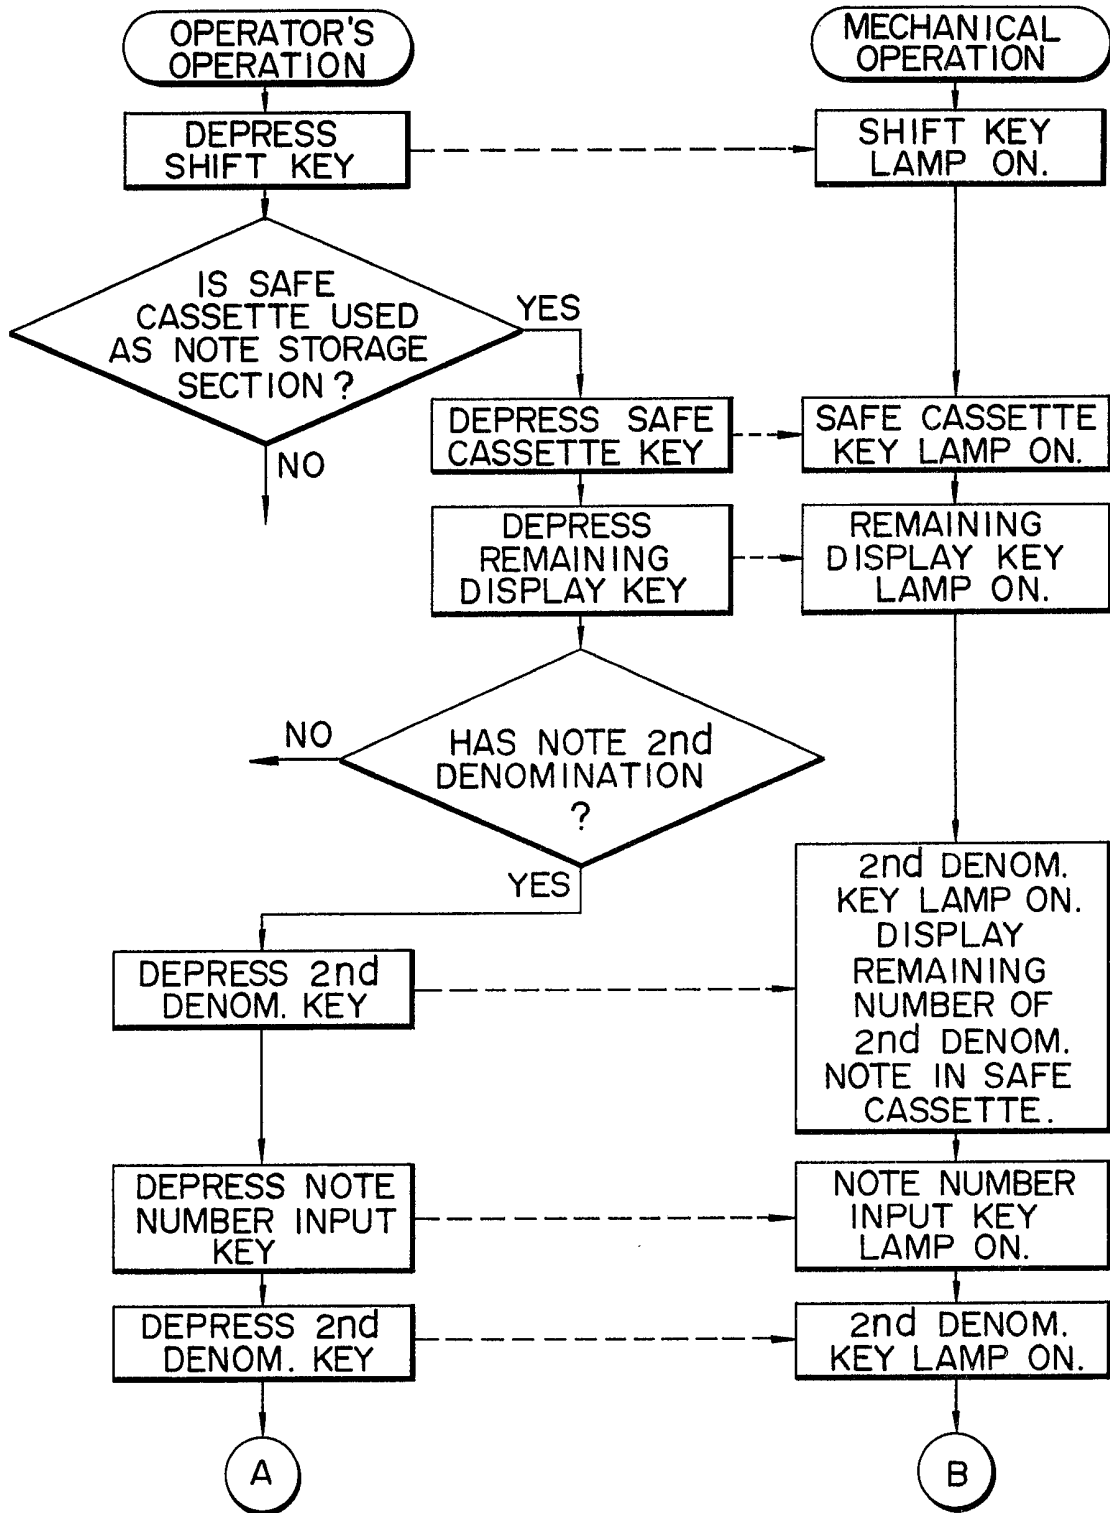 OPERATOR'S
OPERATION
MECHANICAL
OPERATION
DEPRESS
SHIFT KEY
SHIFT KEY
LAMP ON.
IS SAFE
CASSETTE USED
AS NOTE STORAGE
SECTION?
YES
NO
DEPRESS SAFE
CASSETTE KEY
SAFE CASSETTE
KEY LAMP ON.
DEPRESS
REMAINING
DISPLAY KEY
REMAINING
DISPLAY KEY
LAMP ON.
HAS NOTE 2nd
DENOMINATION
?
NO
YES
DEPRESS 2nd
DENOM. KEY
2nd DENOM.
KEY LAMP ON.
DISPLAY
REMAINING
NUMBER OF
2nd DENOM.
NOTE IN SAFE
CASSETTE.
DEPRESS NOTE
NUMBER INPUT
KEY
NOTE NUMBER
INPUT KEY
LAMP ON.
DEPRESS 2nd
DENOM. KEY
2nd DENOM.
KEY LAMP ON.
A
B